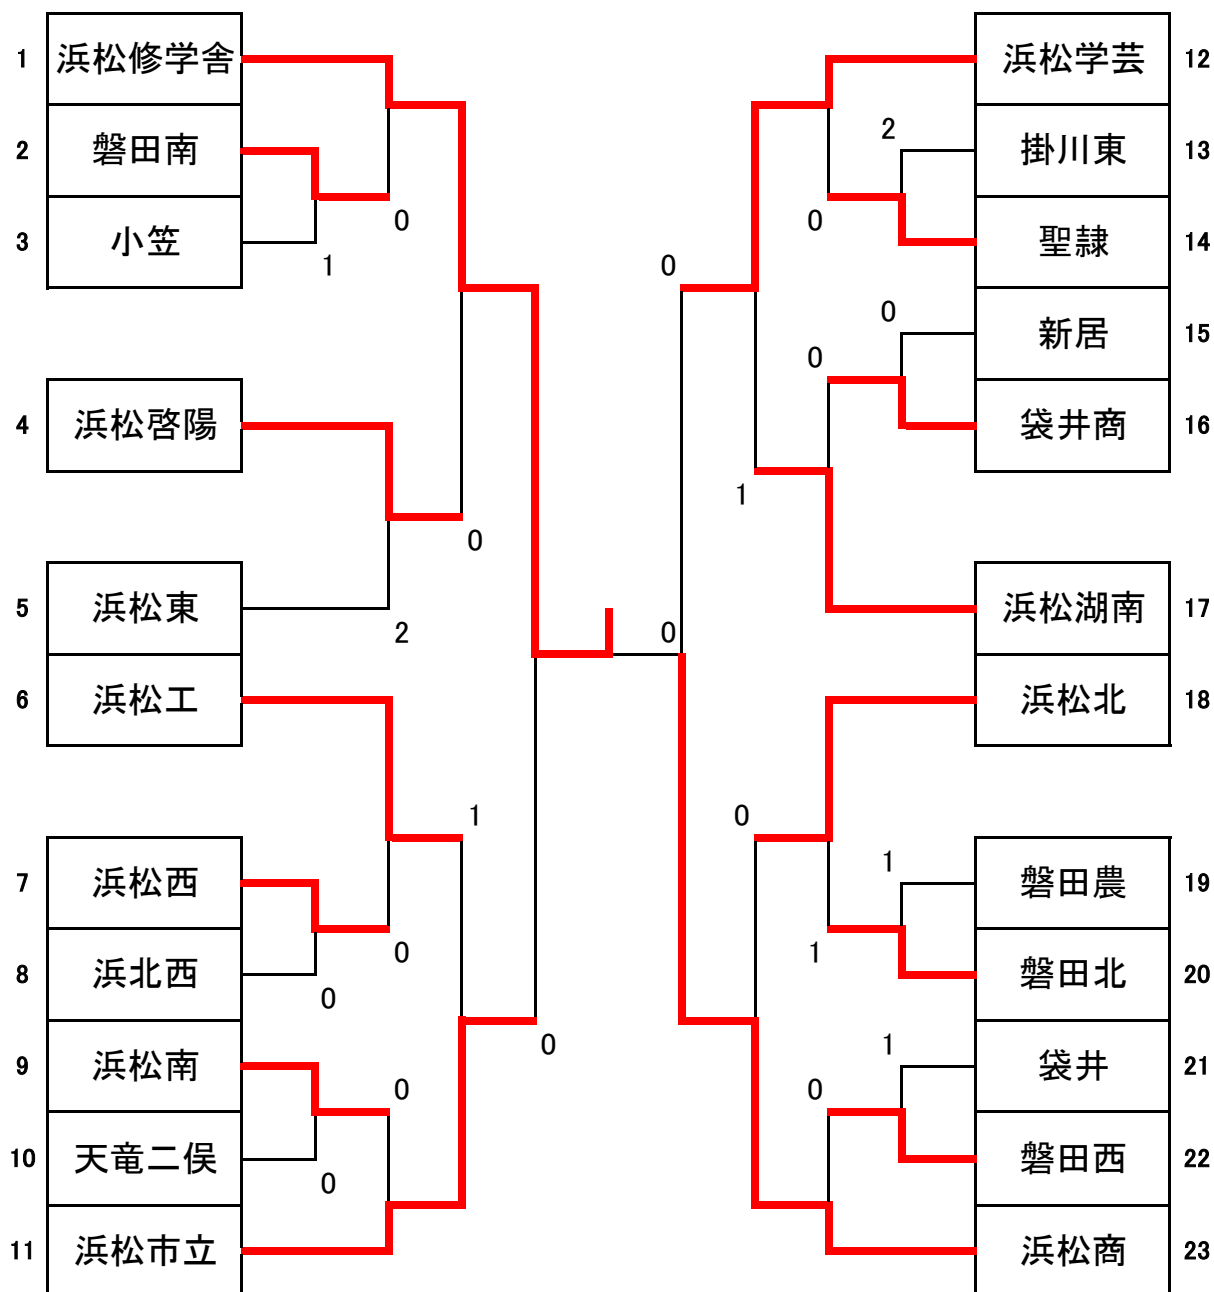 1 浜松修学舎
2 磐田南
3 小笠
4 浜松啓陽
5 浜松東
6 浜松工
7 浜松西
8 浜北西
9 浜松南
10 天竜二俣
11 浜松市立
0
1
0
2
1
0
0
0
0
0
0
0
2
0
0
0
1
0
1
1
1
0
浜松学芸 12
掛川東 13
聖隷 14
新居 15
袋井商 16
浜松湖南 17
浜松北 18
磐田農 19
磐田北 20
袋井 21
磐田西 22
浜松商 23